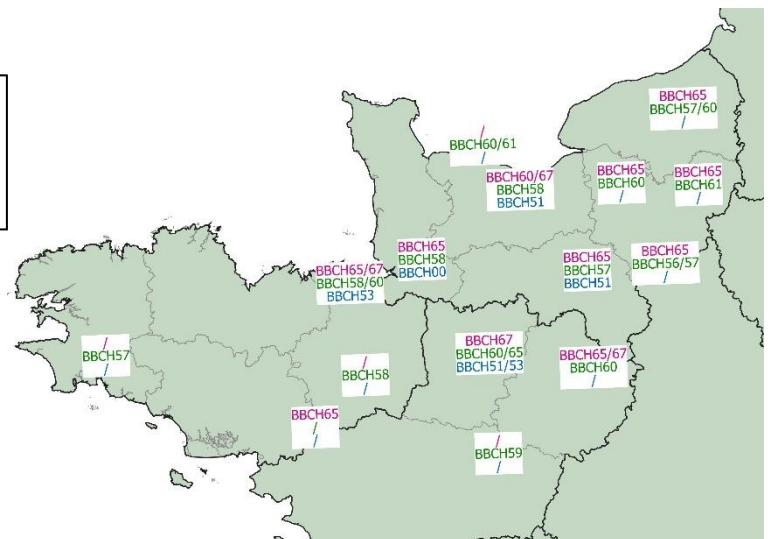 BBCH65
BBCH57/60
/
/
BBCH60/61
/
BBCH60/67
BBCH58
BBCH51
BBCH65
BBCH60
/
BBCH65
BBCH61
/
BBCH65
BBCH58
BBCH00
BBCH65
BBCH57
BBCH51
BBCH65
BBCH56/57
/
BBCH65/67
BBCH58/60
BBCH53
/
BBCH57
/
/
BBCH58
/
BBCH67
BBCH60/65
BBCH51/53
BBCH65/67
BBCH60
/
BBCH65
/
/
/
BBCH59
/